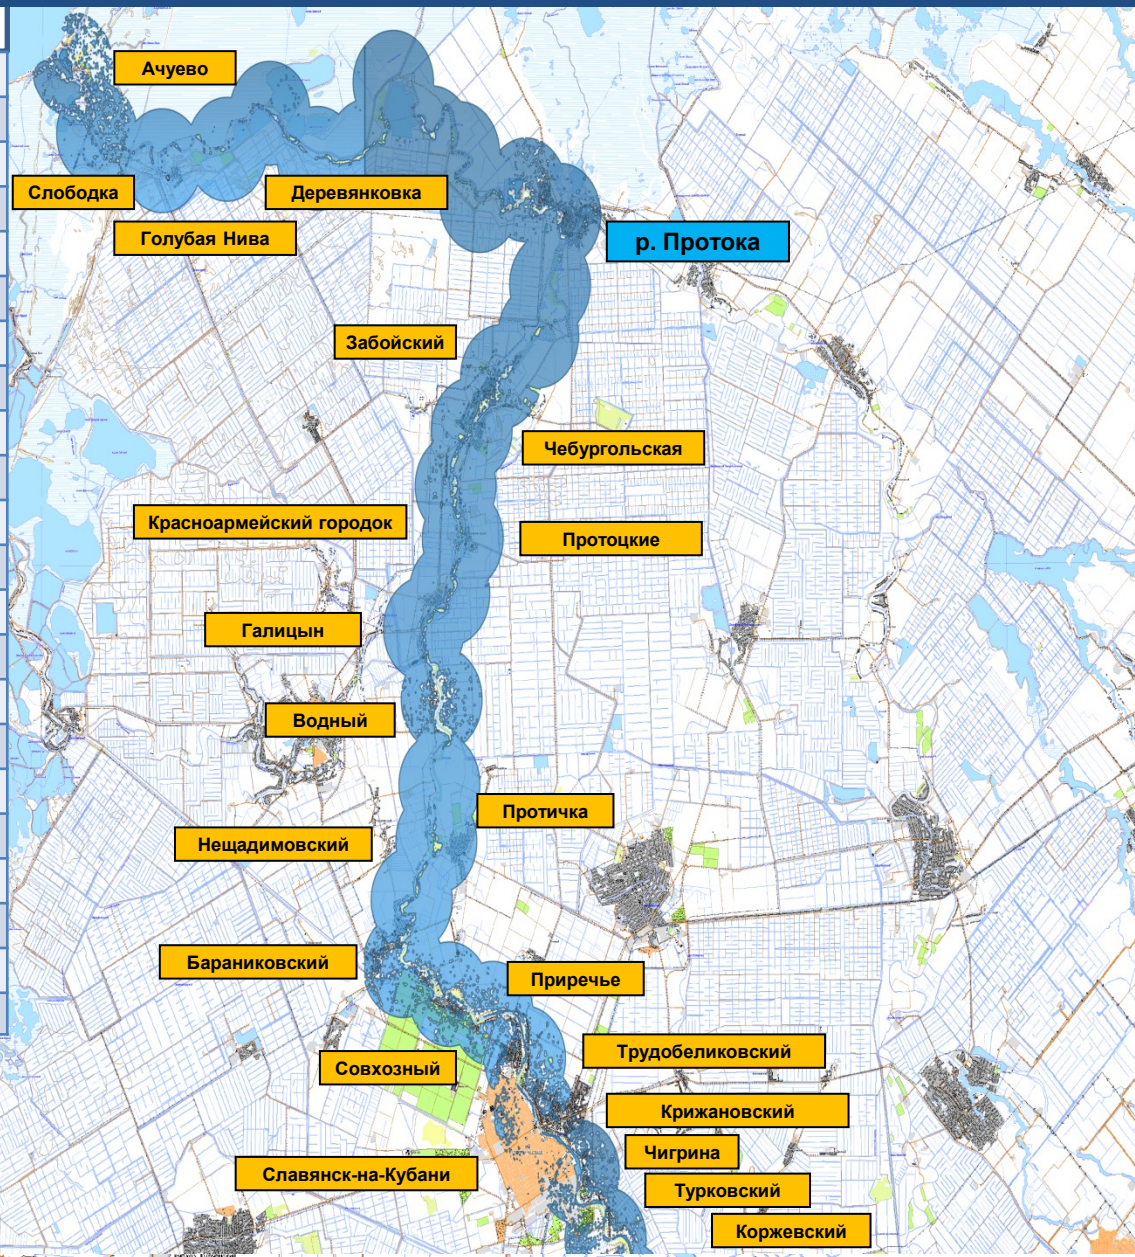 Ачуево
Слободка
Деревянковка
Голубая Нива
р. Протока
Забойский
Чебургольская
Красноармейский городок
Протоцкие
Галицын
Водный
Протичка
Нещадимовский
Бараниковский
Приречье
Трудобеликовский
Совхозный
Крижановский
Чигрина
Славянск-на-Кубани
Турковский
Коржевский